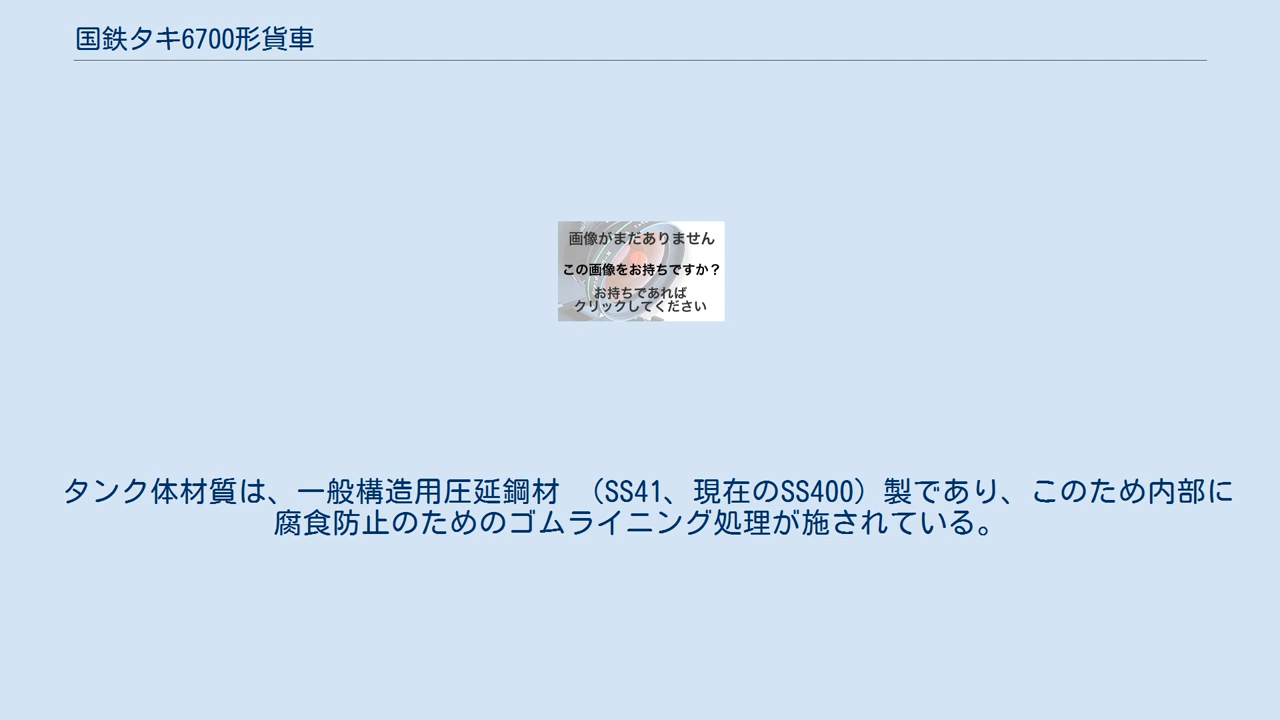 国鉄タキ6700形貨車
画像がまだありません
この画像をお持ちですか？
お持ちであれば
クリックしてください
タンク体材質は、一般構造用圧延鋼材 （SS41、現在のSS400）製であり、このため内部に
腐食防止のためのゴムライニング処理が施されている。